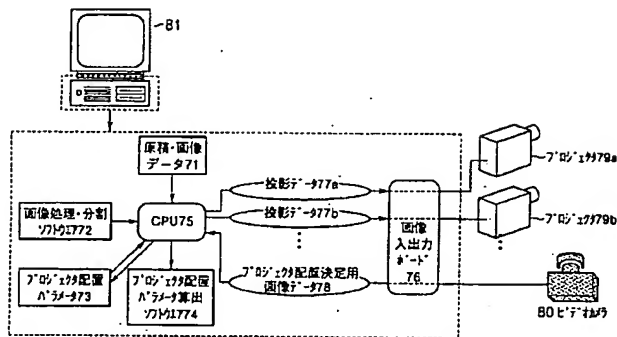 81
原積・画像
データ71
画像処理・分割
ソフトウエア72
CPU75
投影データ77a
投影データ77b
プロジェクタ配置決定用
画像データ78
画像
入出力
ボード
76
プロジェクタ79a
プロジェクタ79b
プロジェクタ配置
パラメータ73
プロジェクタ配置
パラメータ算出
ソフトウエア74
80 ビデオカメラ